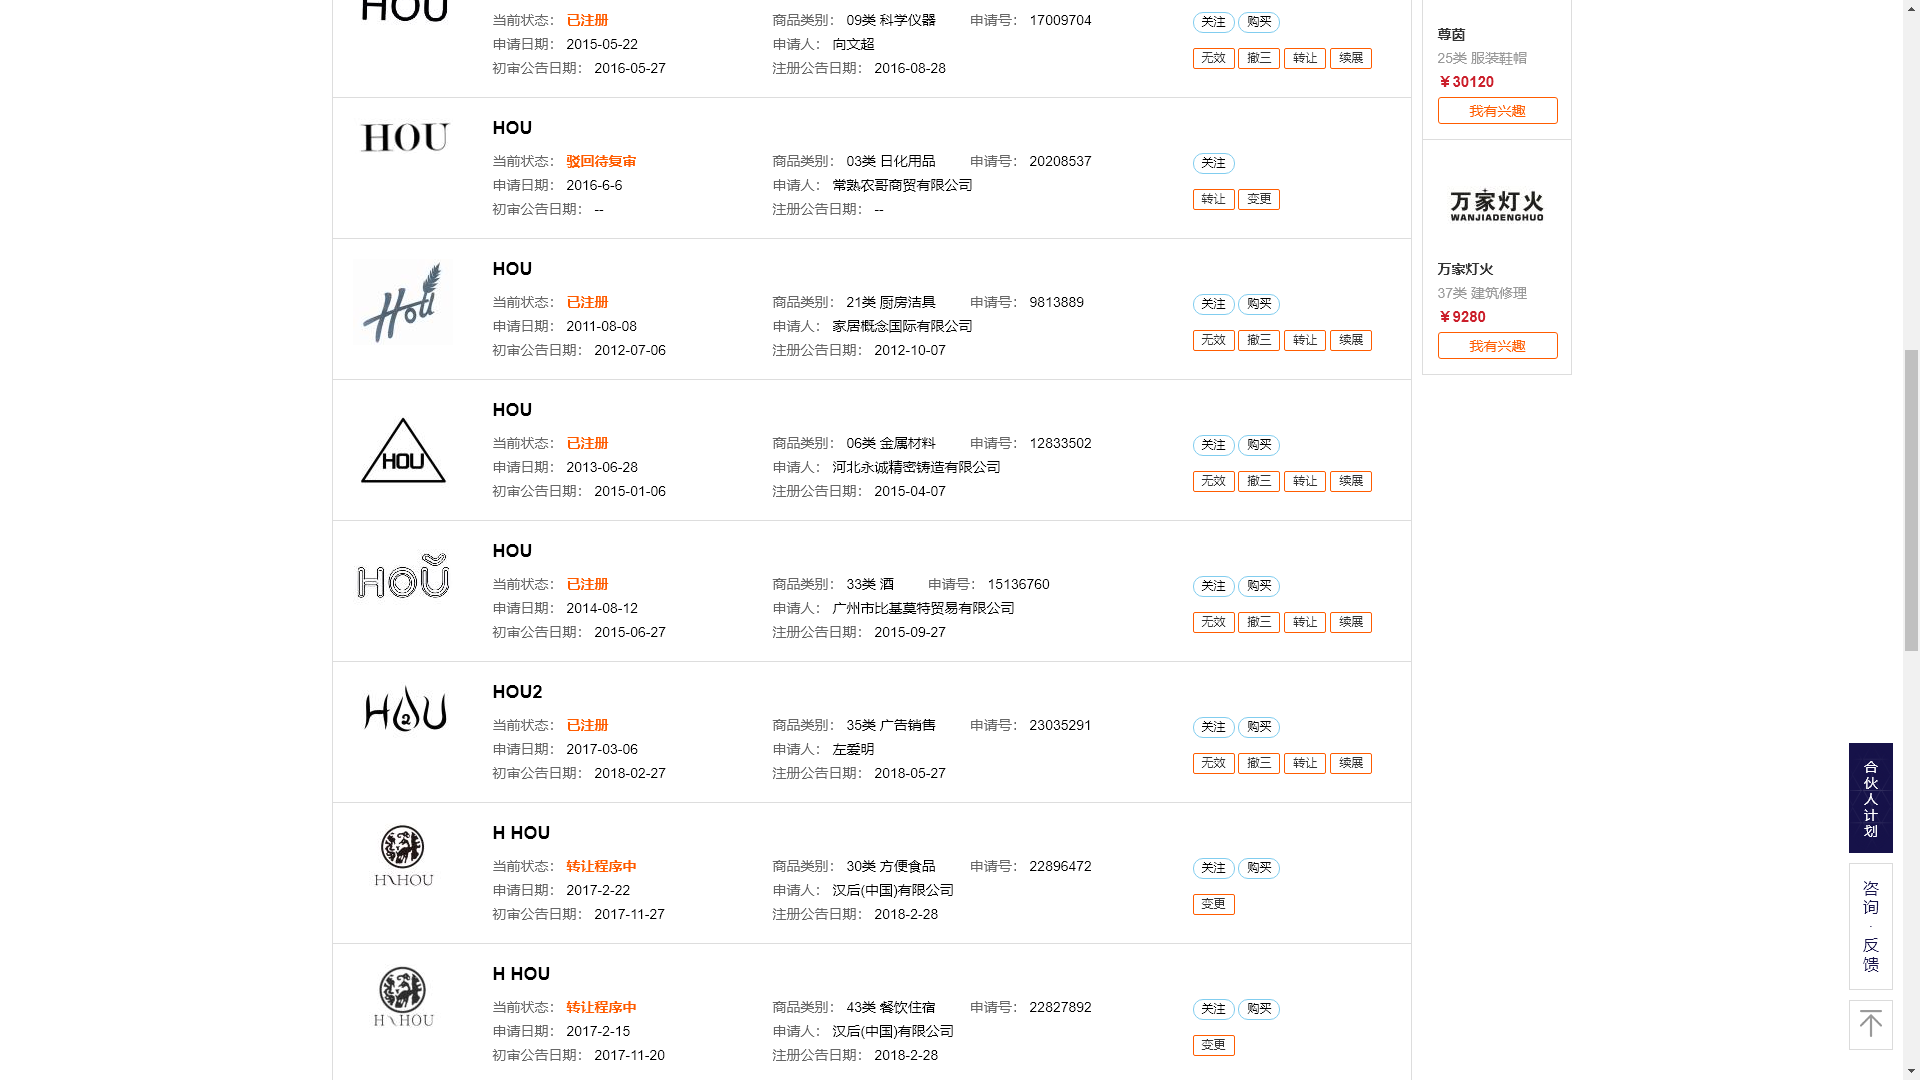 HOU
当前状态： 已注册 商品类别： 09类 科学仪器 申请号： 17009704 关注 购买
申请日期： 2015-05-22 申请人： 向文超
无效 撤三 转让 续展
初审公告日期： 2016-05-27 注册公告日期： 2016-08-28
HOU
HOU
当前状态： 驳回待复审 商品类别： 03类 日化用品 申请号： 20208537 关注
申请日期： 2016-6-6 申请人： 常熟农哥商贸有限公司
转让 变更
初审公告日期： -- 注册公告日期： --
HOU
Hou
当前状态： 已注册 商品类别： 21类 厨房洁具 申请号： 9813889 关注 购买
申请日期： 2011-08-08 申请人： 家居概念国际有限公司
无效 撤三 转让 续展
初审公告日期： 2012-07-06 注册公告日期： 2012-10-07
HOU
HOU
当前状态： 已注册 商品类别： 06类 金属材料 申请号： 12833502 关注 购买
申请日期： 2013-06-28 申请人： 河北永诚精密铸造有限公司
无效 撤三 转让 续展
初审公告日期： 2015-01-06 注册公告日期： 2015-04-07
HOU
HOǓ
当前状态： 已注册 商品类别： 33类 酒 申请号： 15136760 关注 购买
申请日期： 2014-08-12 申请人： 广州市比基莫特贸易有限公司
无效 撤三 转让 续展
初审公告日期： 2015-06-27 注册公告日期： 2015-09-27
HOU2
HO2U
当前状态： 已注册 商品类别： 35类 广告销售 申请号： 23035291 关注 购买
申请日期： 2017-03-06 申请人： 左爱明
无效 撤三 转让 续展
初审公告日期： 2018-02-27 注册公告日期： 2018-05-27
H HOU
当前状态： 转让程序中 商品类别： 30类 方便食品 申请号： 22896472 关注 购买
H\HOU
申请日期： 2017-2-22 申请人： 汉后(中国)有限公司
变更
初审公告日期： 2017-11-27 注册公告日期： 2018-2-28
H HOU
当前状态： 转让程序中 商品类别： 43类 餐饮住宿 申请号： 22827892 关注 购买
H\HOU
申请日期： 2017-2-15 申请人： 汉后(中国)有限公司
变更
初审公告日期： 2017-11-20 注册公告日期： 2018-2-28
尊茵
25类 服装鞋帽
￥30120
我有兴趣
万家灯火
WANJIADENGHUO
万家灯火
37类 建筑修理
￥9280
我有兴趣
合伙人计划
咨询·反馈